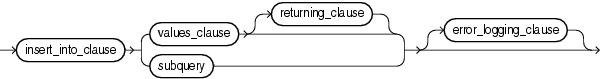 returning_clause
error_logging_clause
values_clause
insert_into_clause
subquery